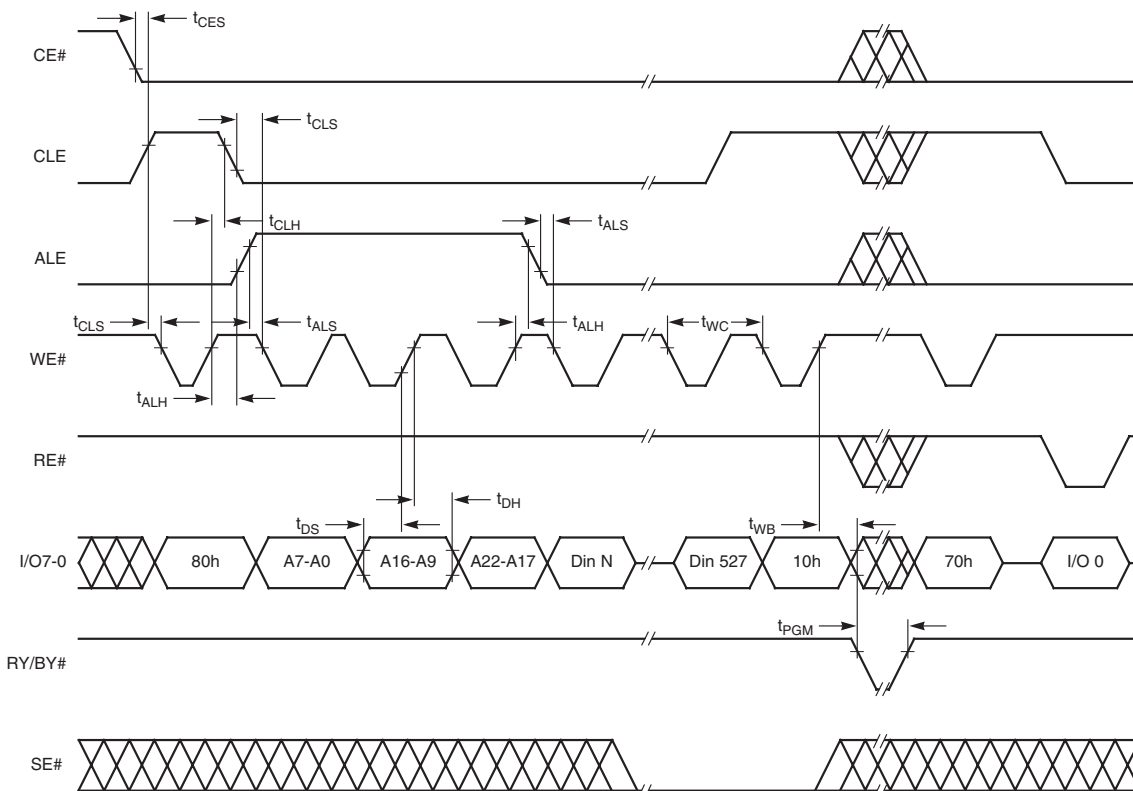 tCES
CE#
tCLS
CLE
tCLH
tALS
ALE
tCLS
tALS
tALH
tWC
WE#
tALH
RE#
tDS
tDH
tWB
I/O7-0
80h
A7-A0
A16-A9
A22-A17
Din N
Din 527
10h
70h
I/O 0
tPGM
RY/BY#
SE#